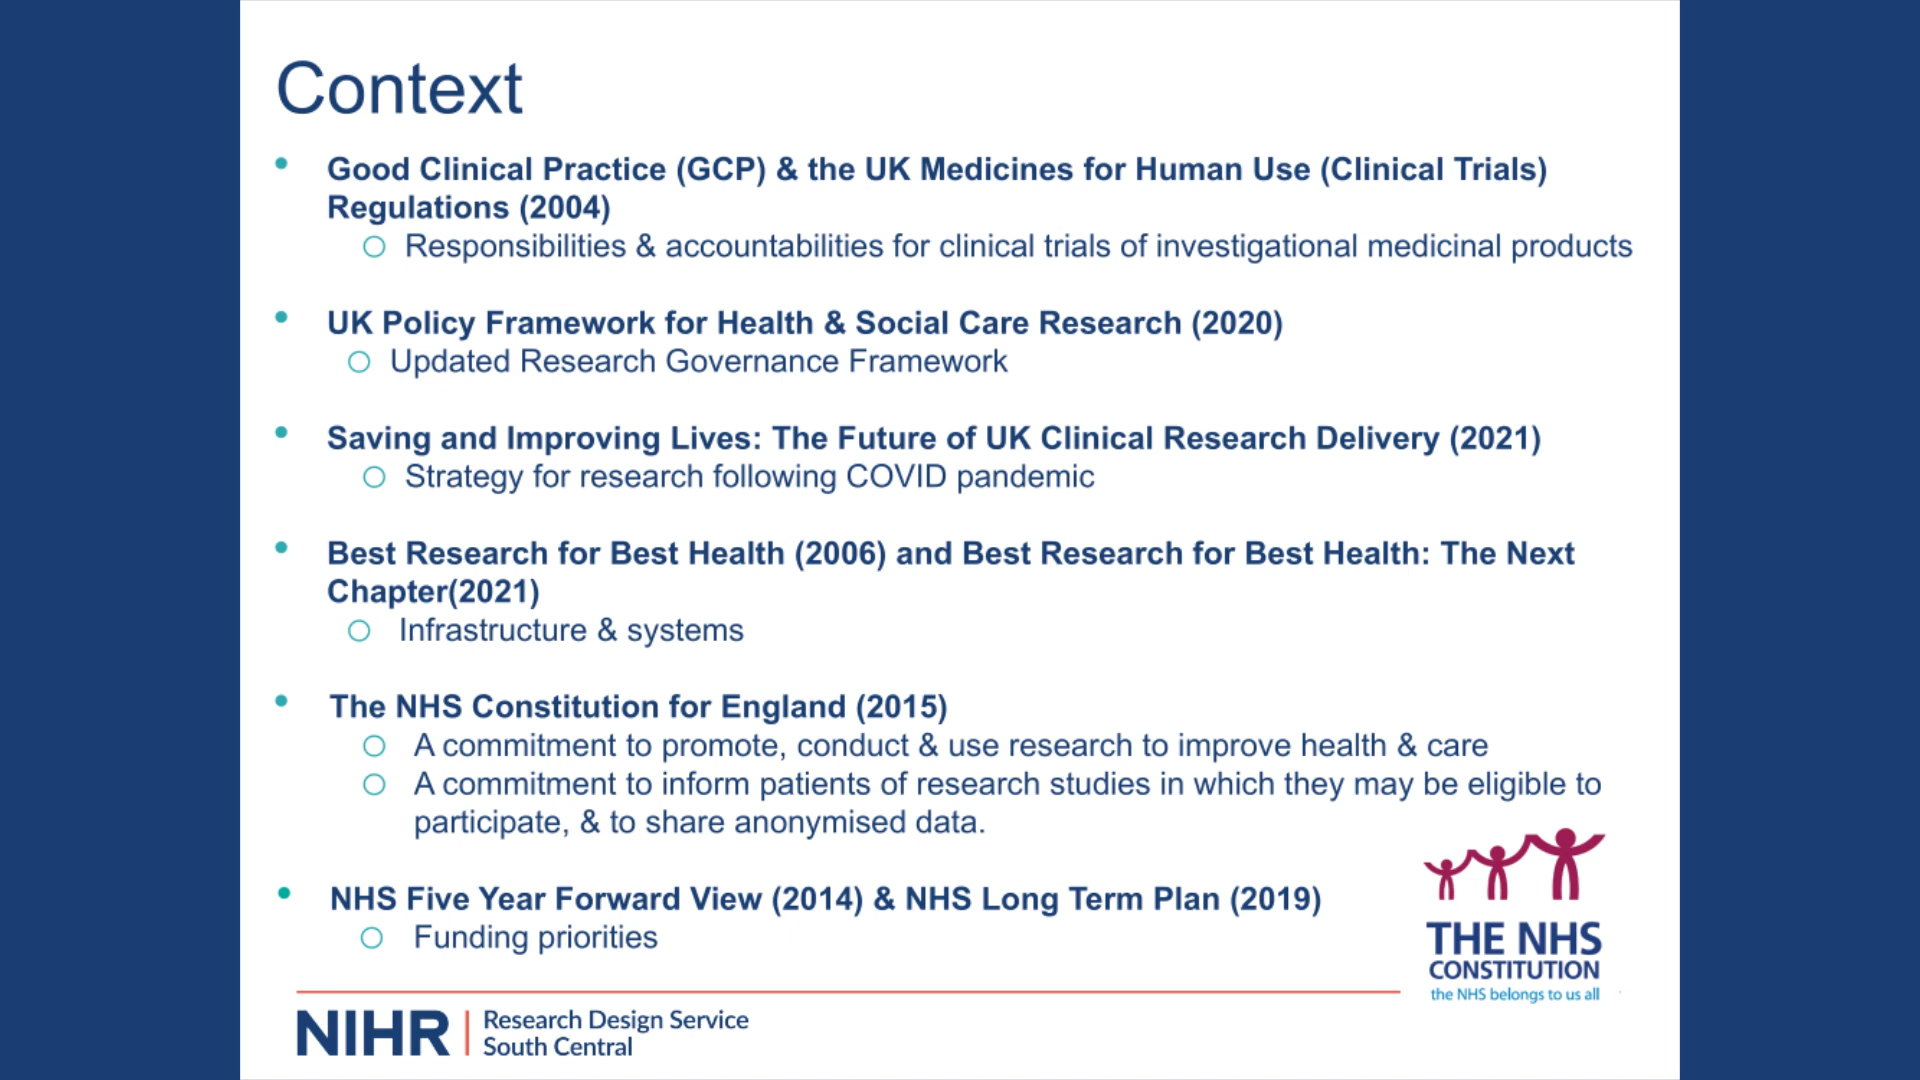 Context
• Good Clinical Practice (GCP) & the UK Medicines for Human Use (Clinical Trials)
Regulations (2004)
○ Responsibilities & accountabilities for clinical trials of investigational medicinal products
• UK Policy Framework for Health & Social Care Research (2020)
○ Updated Research Governance Framework
• Saving and Improving Lives: The Future of UK Clinical Research Delivery (2021)
○ Strategy for research following COVID pandemic
• Best Research for Best Health (2006) and Best Research for Best Health: The Next
Chapter(2021)
○ Infrastructure & systems
• The NHS Constitution for England (2015)
○ A commitment to promote, conduct & use research to improve health & care
○ A commitment to inform patients of research studies in which they may be eligible to
participate, & to share anonymised data.
• NHS Five Year Forward View (2014) & NHS Long Term Plan (2019)
○ Funding priorities
THE NHS
CONSTITUTION
the NHS belongs to us all
NIHR | Research Design Service
South Central